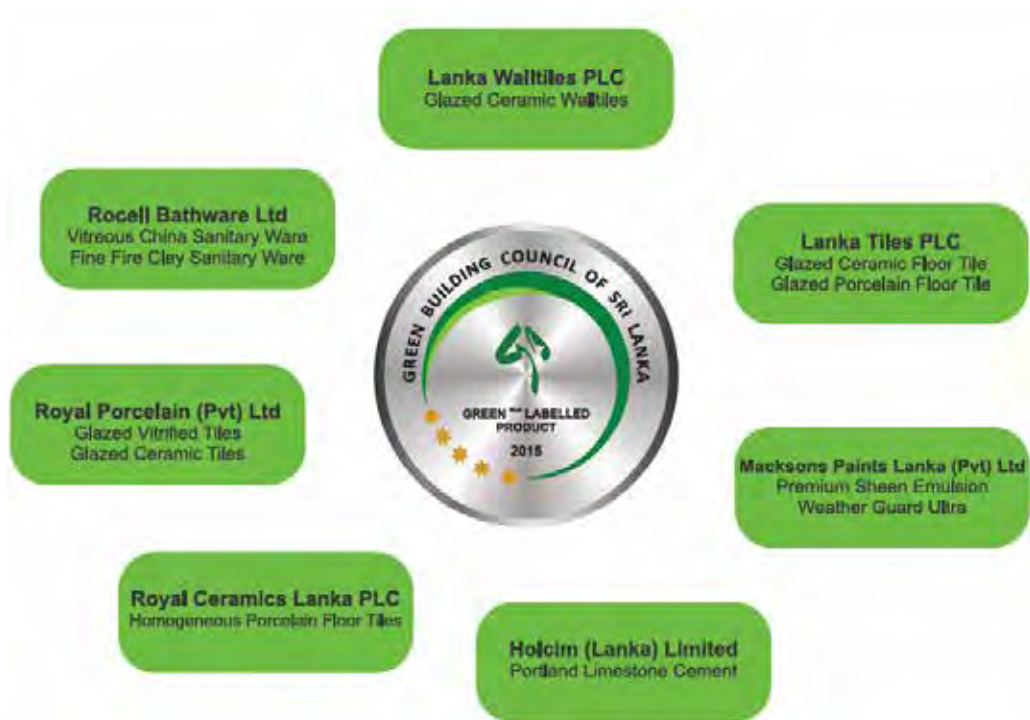 Lanka Walltiles PLC
Glazed Ceramic Walltiles
Rocell Bathware Ltd
Vitreous China Sanitary Ware
Fine Fire Cley Sanitary Ware
Lanka Tiles PLC
Glazed Ceramic Floor Tile
Glazed Porcelain Floor Tile
GREEN BUILDING COUNCIL OF SRI LANKA
GREEN LABELLED
PRODUCT
2015
Royal Porcelain (Pvt) Ltd
Glazed Vitrified Tiles
Glazed Ceramic Tiles
Macksons Paints Lanka (Pvt) Ltd
Premium Sheen Emulsion
Weather Guard Ultra
Royal Ceramics Lanka PLC
Homogeneous Porcelain Floor Tiles
Holcim (Lanka) Limited
Portland Limestone Cement